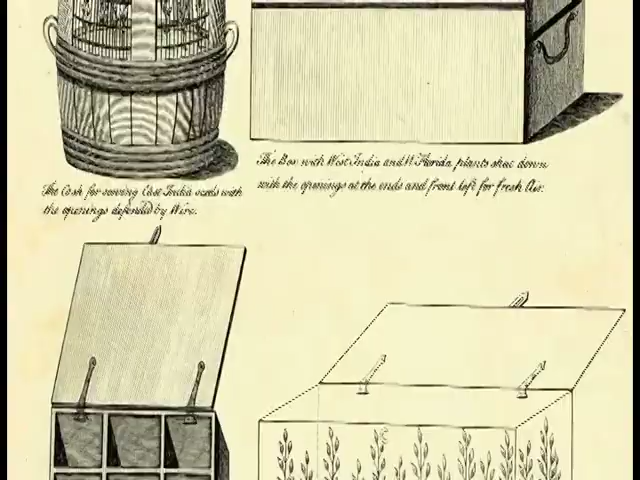 The Box with West India and W. Florida plants shut down
with the openings at the ends and front left for fresh Air.
The Cask for sowing East India seeds with
the openings defended by Wire.